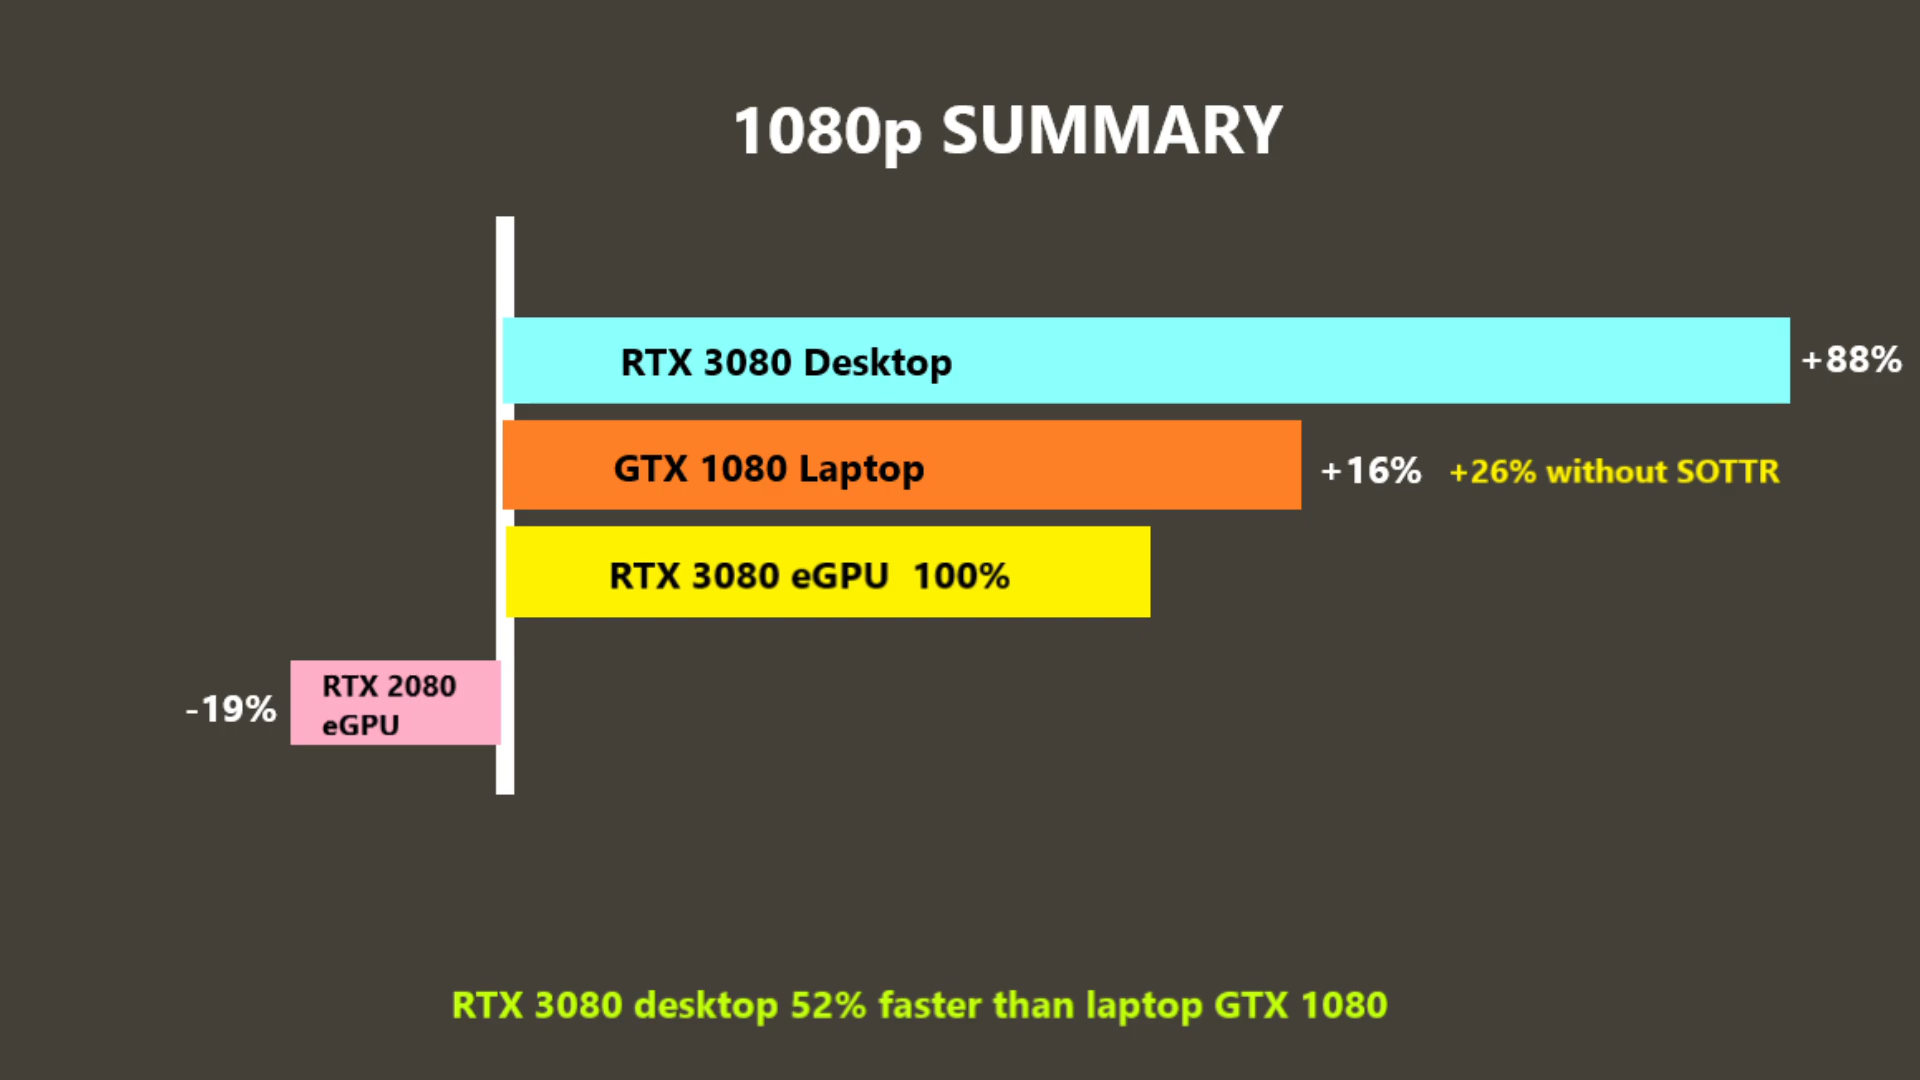 1080p SUMMARY
RTX 3080 Desktop
+88%
GTX 1080 Laptop
+16% +26% without SOTTR
RTX 3080 eGPU 100%
-19%
RTX 2080
eGPU
RTX 3080 desktop 52% faster than laptop GTX 1080